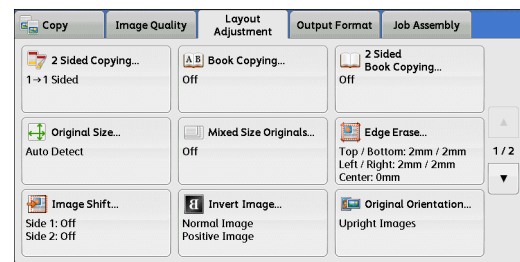 Copy
Image Quality
Layout
Adjustment
Output Format
Job Assembly
2 Sided Copying...
1→1 Sided
A B
Book Copying...
Off
2 Sided
Book Copying...
Off
Original Size...
Auto Detect
Mixed Size Originals...
Off
Edge Erase...
Top / Bottom: 2mm / 2mm
Left / Right: 2mm / 2mm
Center: 0mm
1 / 2
Image Shift...
Side 1: Off
Side 2: Off
Invert Image...
Normal Image
Positive Image
Original Orientation...
Upright Images